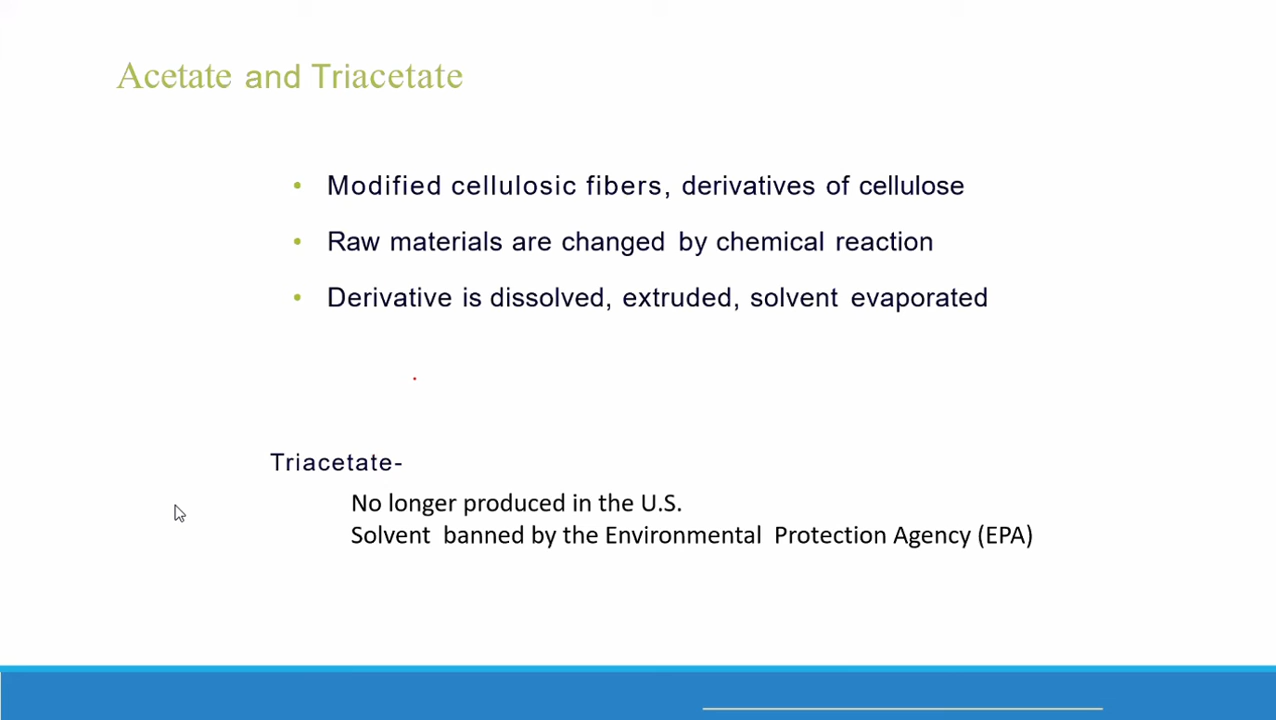 Acetate and Triacetate
• Modified cellulosic fibers, derivatives of cellulose
• Raw materials are changed by chemical reaction
• Derivative is dissolved, extruded, solvent evaporated
Triacetate-
No longer produced in the U.S.
Solvent banned by the Environmental Protection Agency (EPA)